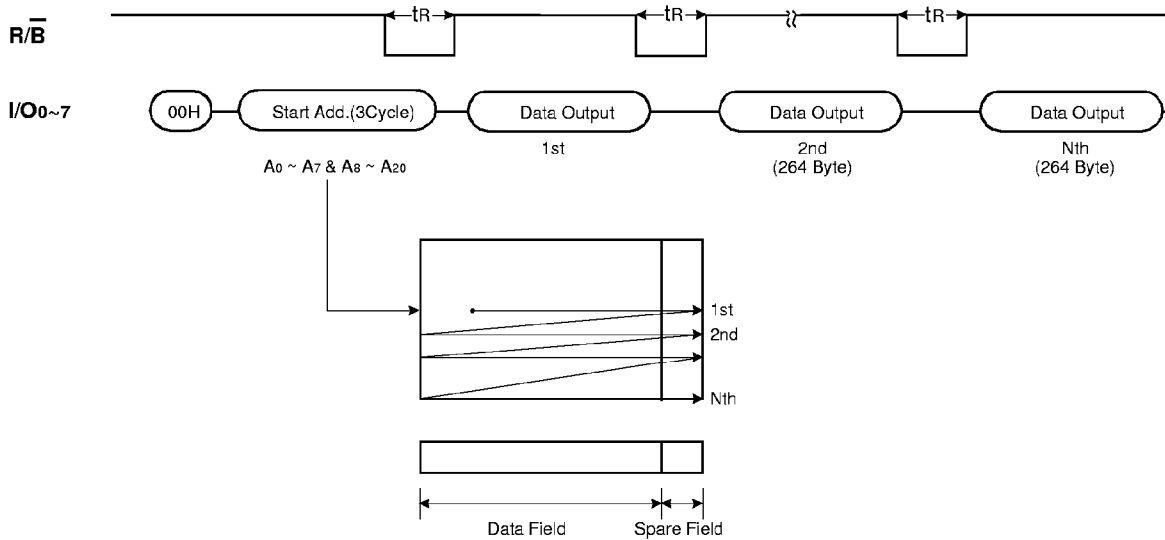 R/B tR tR tR
I/O0~7 00H Start Add.(3Cycle) Data Output Data Output Data Output
1st 2nd Nth
(264 Byte) (264 Byte)
A0 ~ A7 & A8 ~ A20
1st
2nd
Nth
Data Field Spare Field